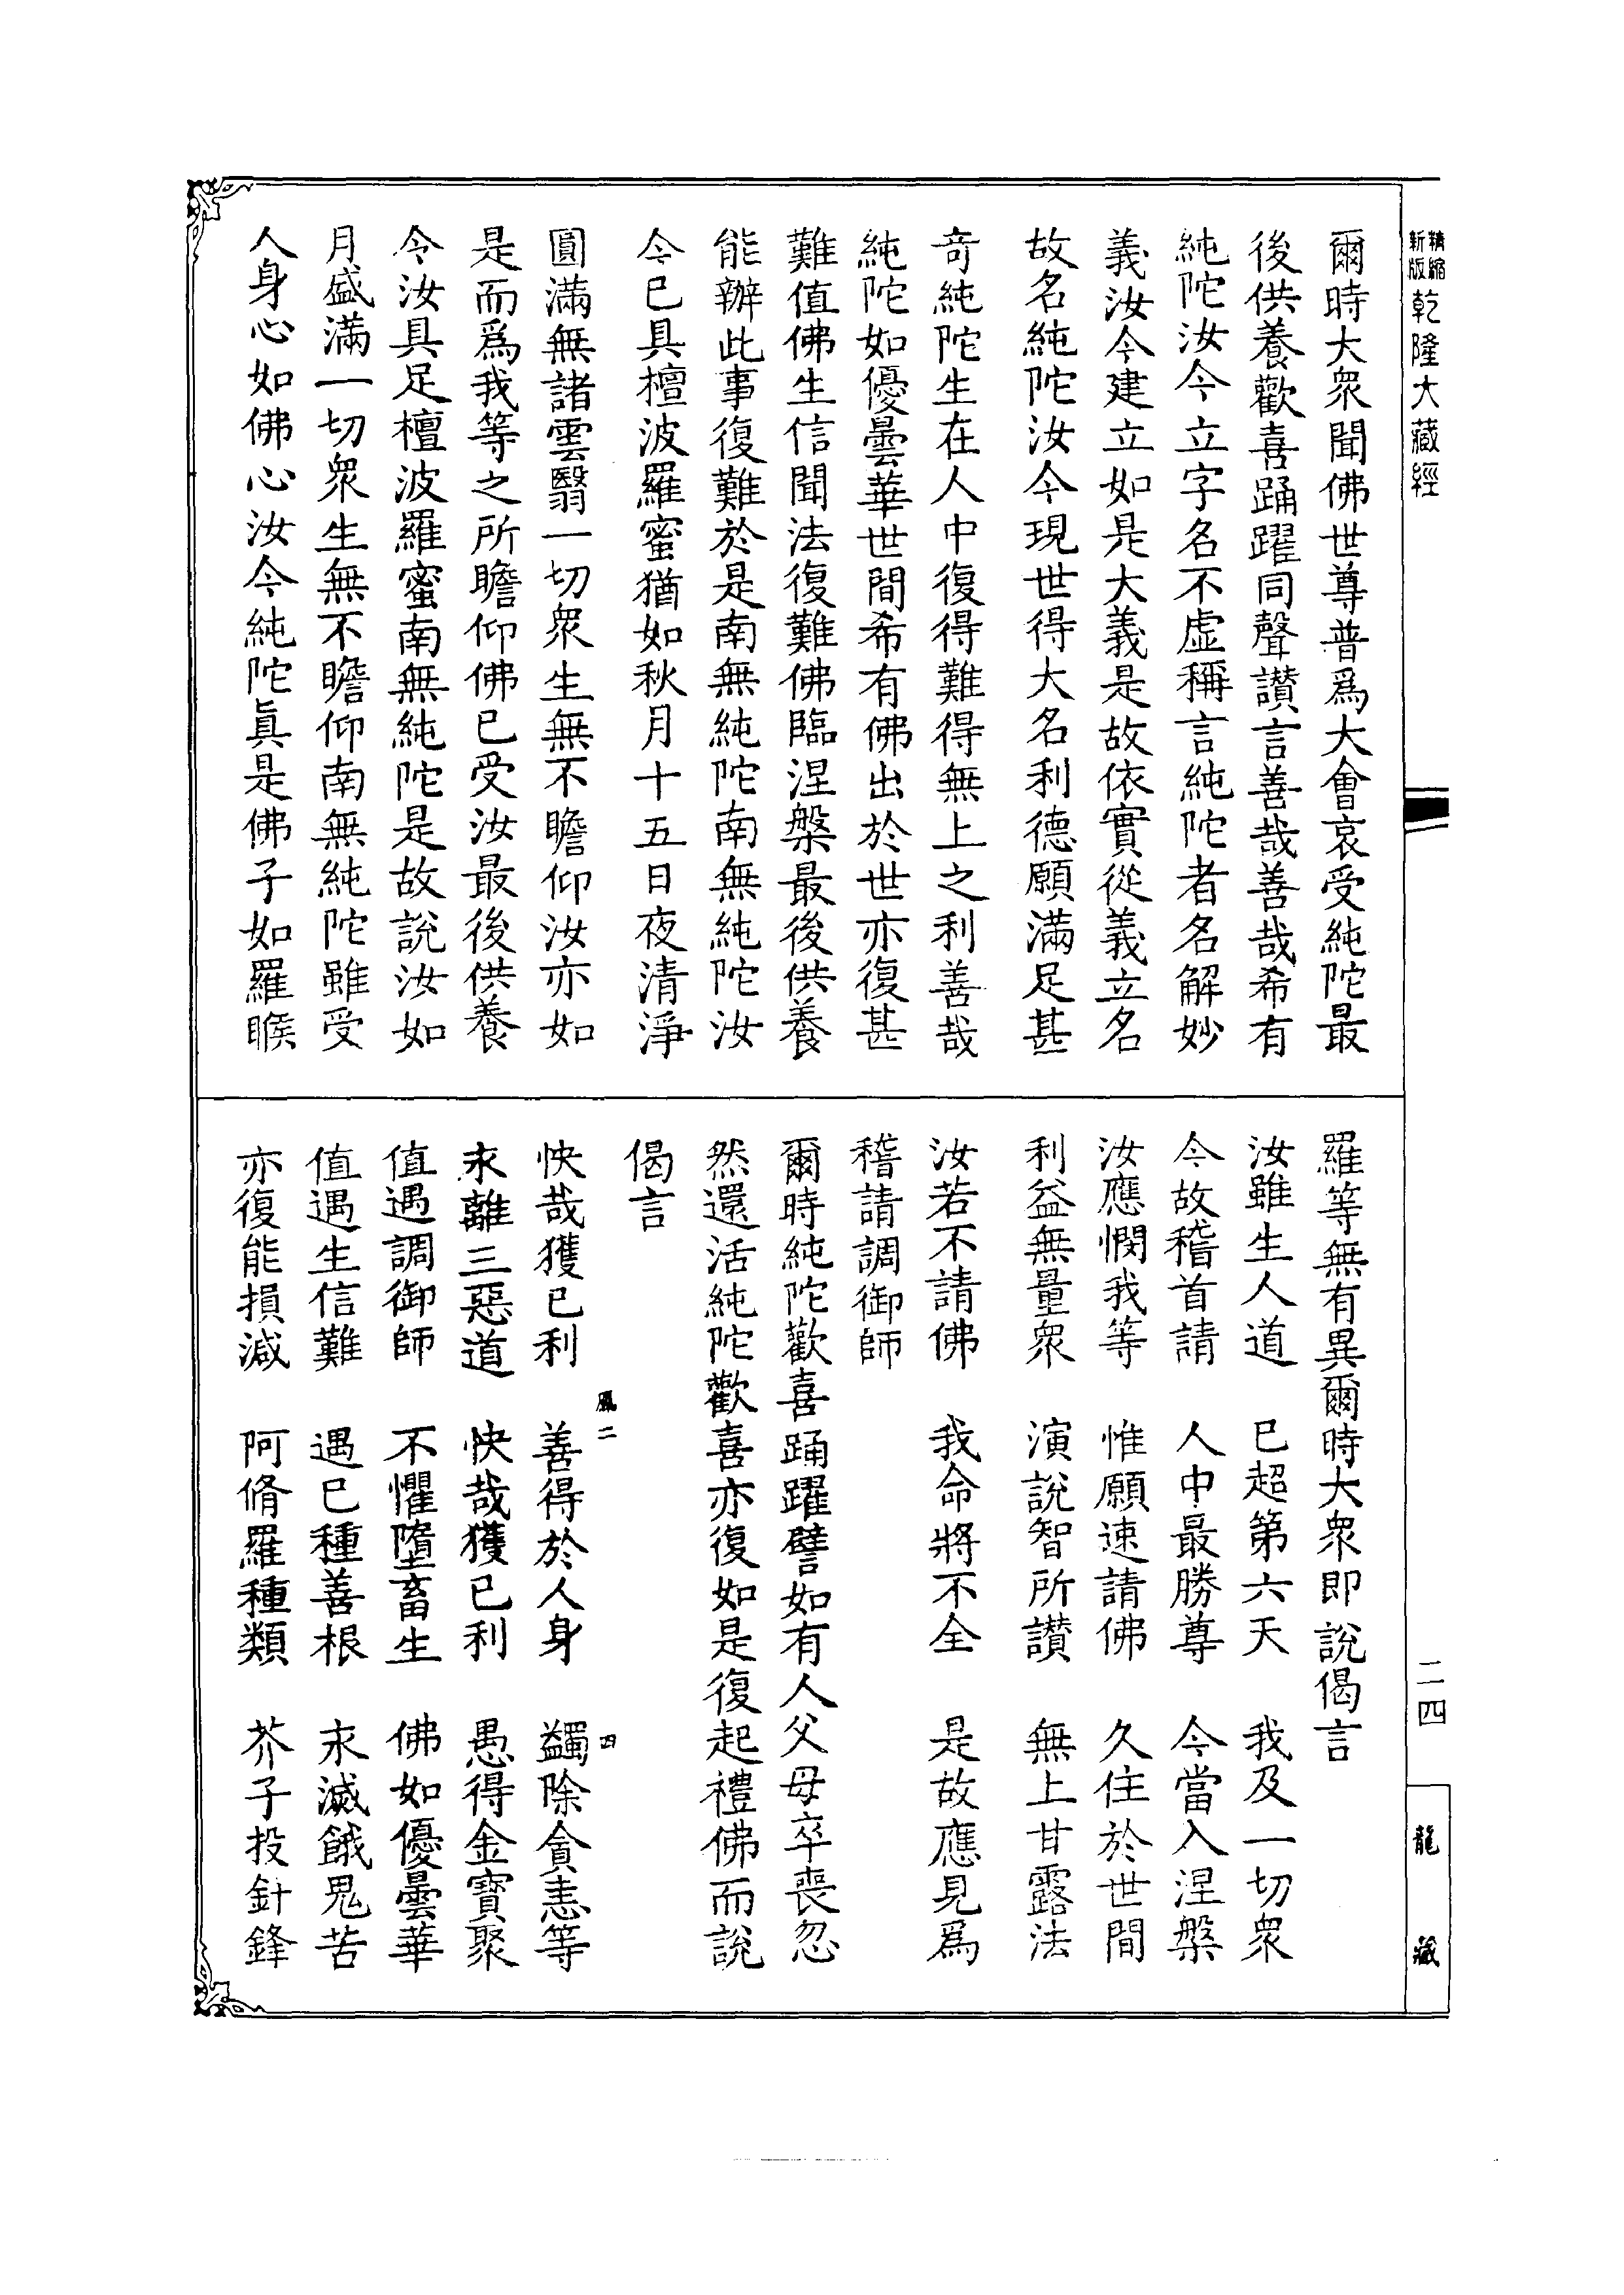 精縮新版乾隆大藏經
爾時大眾聞佛世尊普爲大會哀受純陀最
後供養歡喜踊躍同聲讃言善哉善哉希有
純陀汝今立字名不虛稱言純陀者名解妙
義汝今建立如是大義是故依實從義立名
故名純陀汝今現世得大名利德願滿足甚
奇純陀生在人中復得難得無上之利善哉
純陀如優曇華世間希有佛出於世亦復甚
難值佛生信聞法復難佛臨涅槃最後供養
能辦此事復難於是南無純陀南無純陀汝
今已具檀波羅蜜猶如秋月十五日夜清淨
圓滿無諸雲翳一切眾生無不瞻仰汝亦如
是而爲我等之所瞻仰佛已受汝最後供養
今汝具足檀波羅蜜南無純陀是故說汝如
月盛滿一切眾生無不瞻仰南無純陀雖受
人身心如佛心汝今純陀眞是佛子如羅睺
羅等無有異爾時大眾即說偈言
汝雖生人道　已超第六天　我及一切眾
今故稽首請　人中最勝尊　今當入涅槃
汝應憫我等　惟願速請佛　久住於世間
利益無量眾　演說智所讃　無上甘露法
汝若不請佛　我命將不全　是故應見爲
稽請調御師
爾時純陀歡喜踊躍譬如有人父母卒喪忽
然還活純陀歡喜亦復如是復起禮佛而說
偈言
鳳二　四
快哉獲已利　善得於人身　蠲除貪恚等
永離三惡道　快哉獲已利　愚得金寶聚
值遇調御師　不懼墮畜生　佛如優曇華
值遇生信難　遇已種善根　永滅餓鬼苦
亦復能損減　阿脩羅種類　芥子投針鋒
二四
龍藏